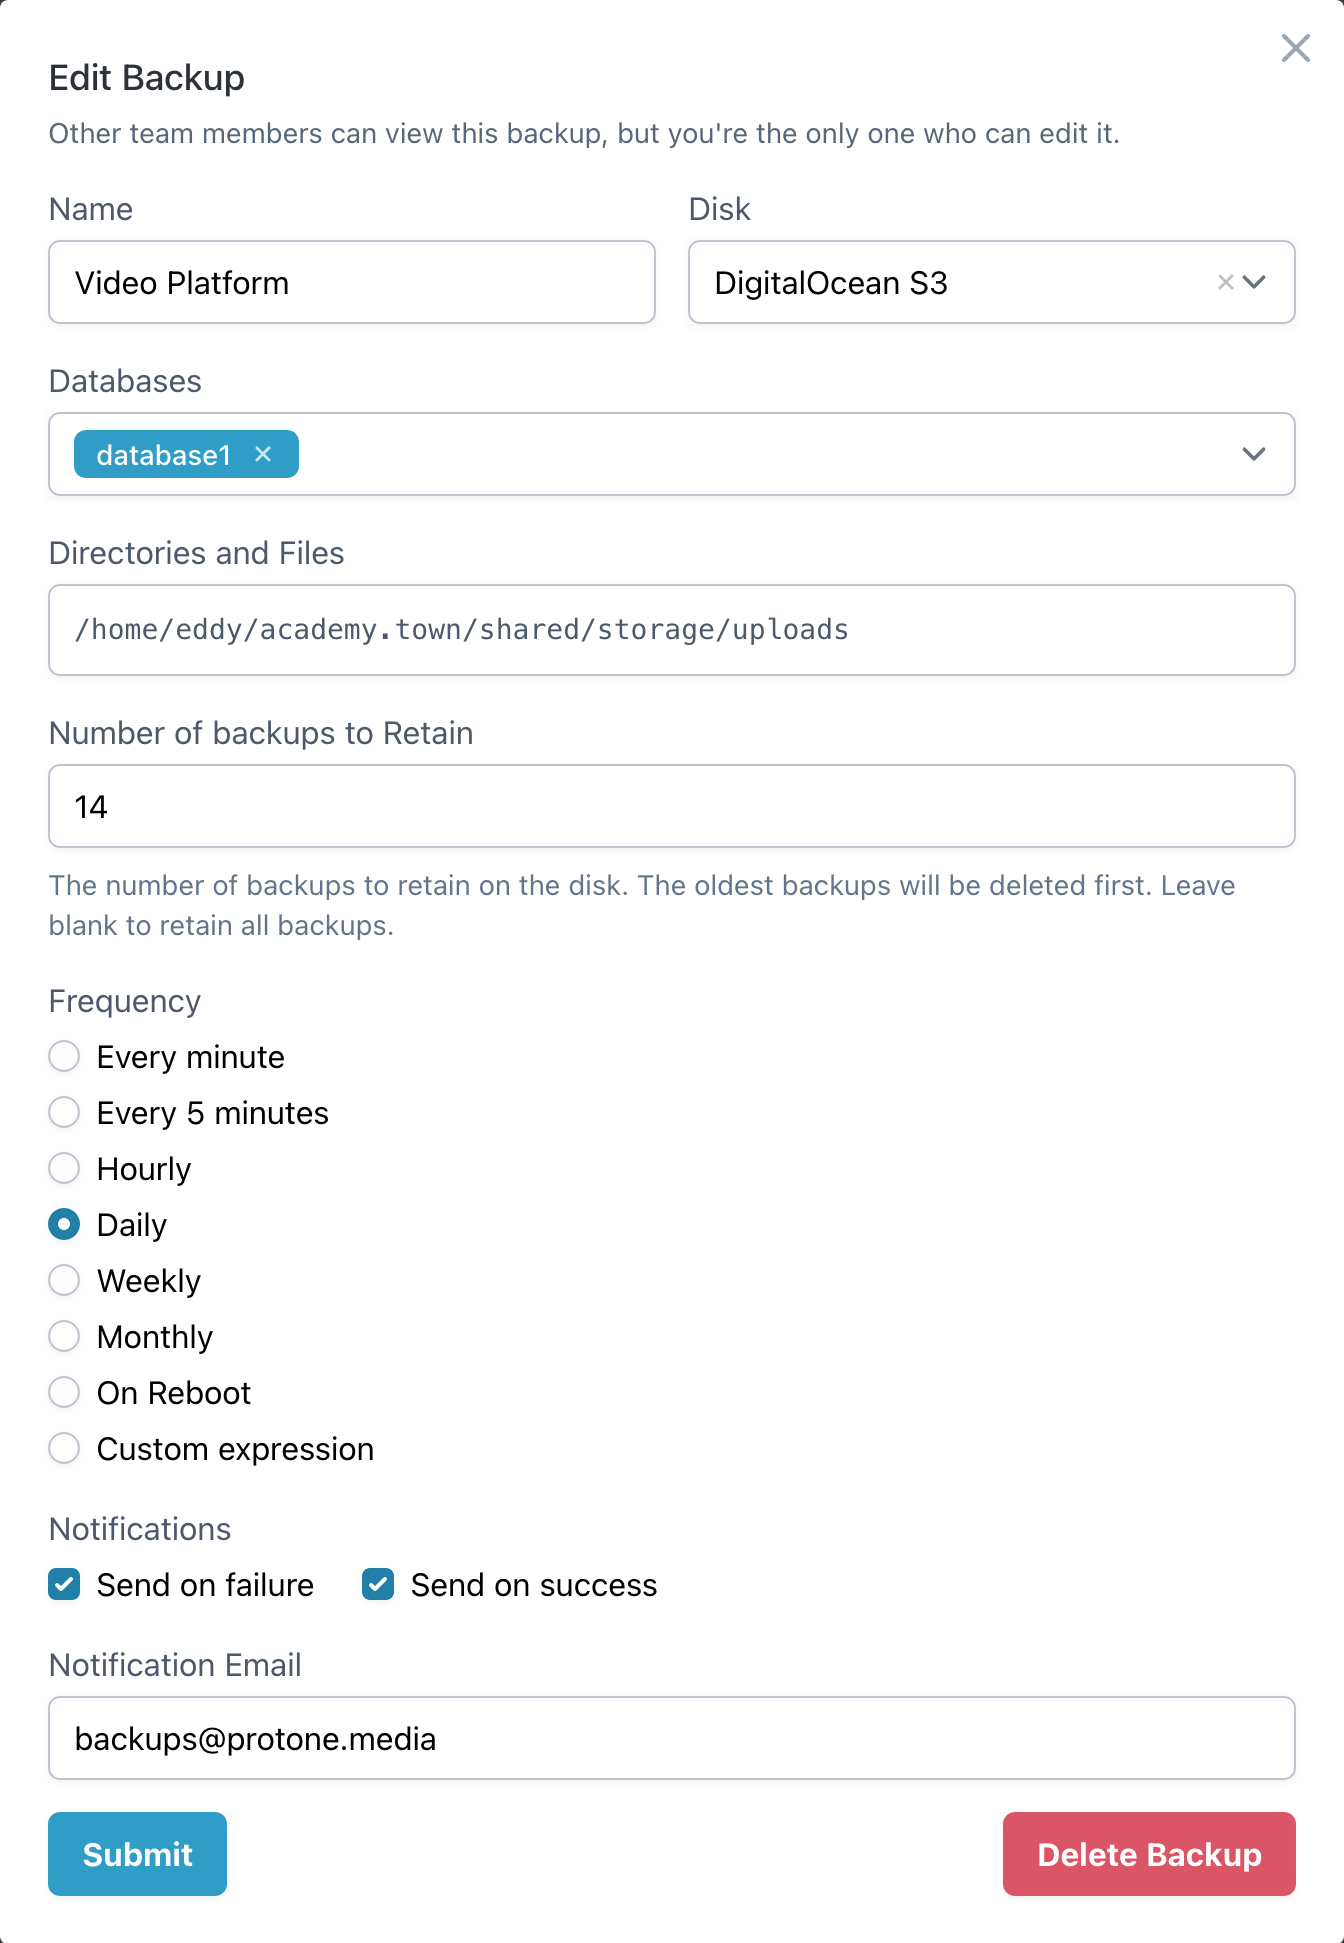 Edit Backup
Other team members can view this backup, but you're the only one who can edit it.
Name
Disk
Video Platform
DigitalOcean S3
Databases
database1
Directories and Files
/home/eddy/academy.town/shared/storage/uploads
Number of backups to Retain
14
The number of backups to retain on the disk. The oldest backups will be deleted first. Leave
blank to retain all backups.
Frequency
Every minute
Every 5 minutes
Hourly
Daily
Weekly
Monthly
On Reboot
Custom expression
Notifications
Send on failure
Send on success
Notification Email
backups@protone.media
Submit
Delete Backup